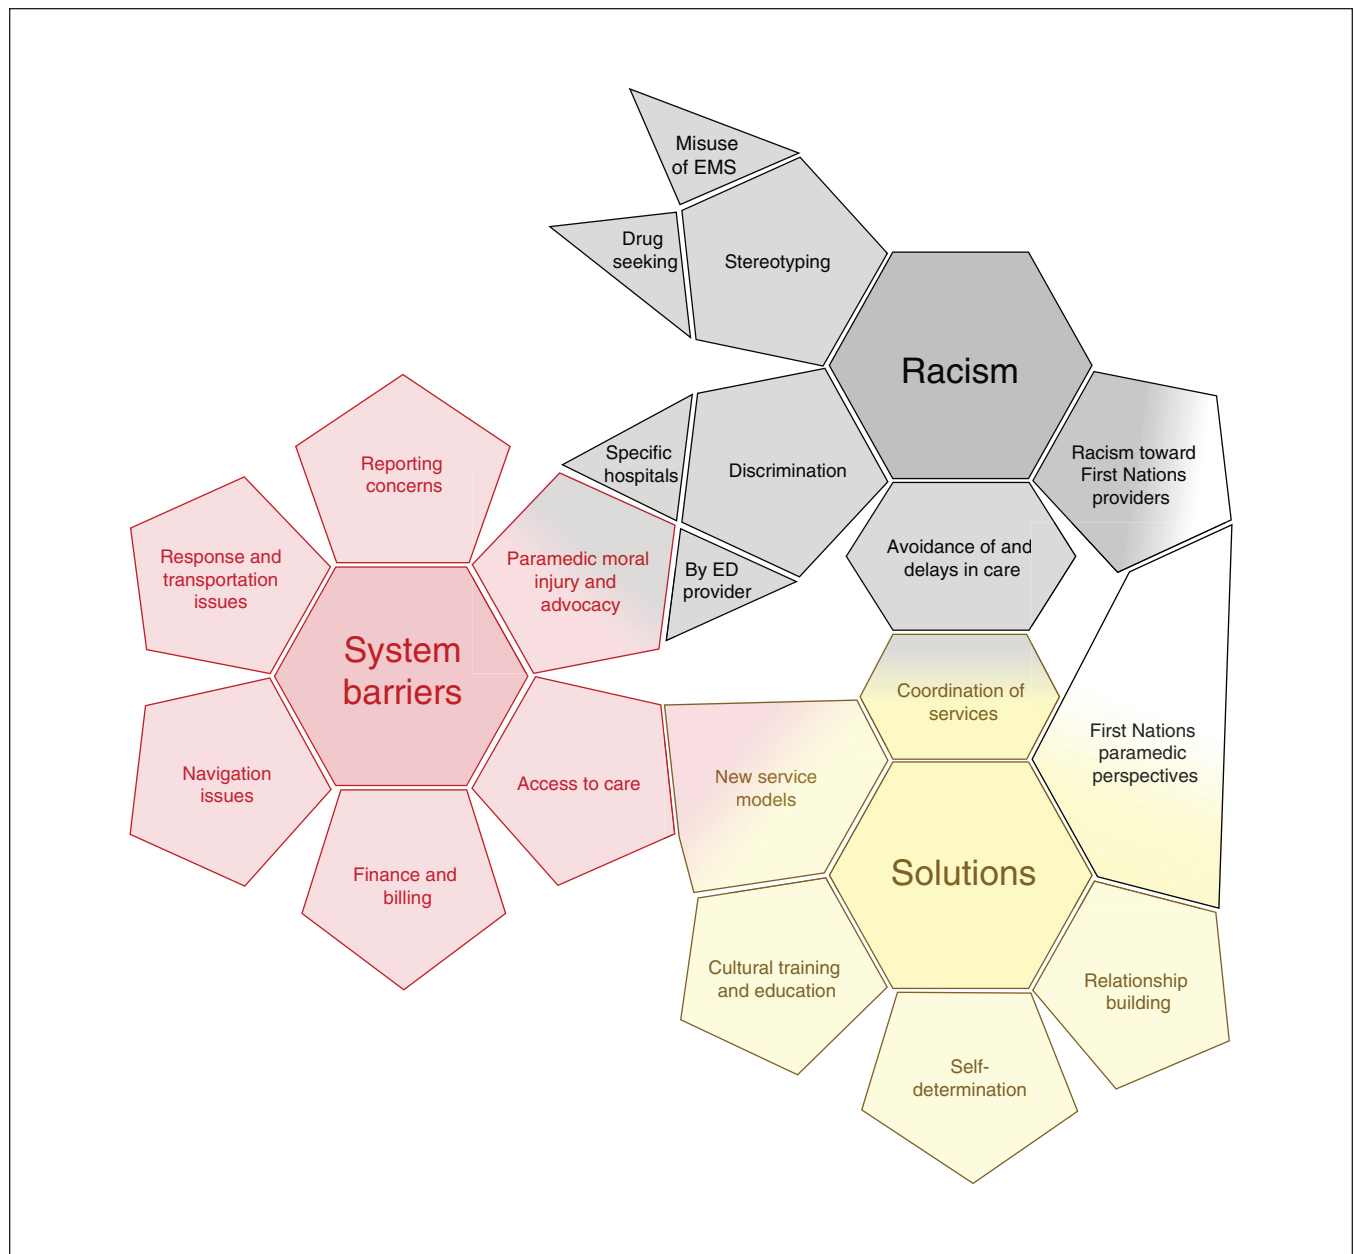 Misuse
of EMS
Drug
seeking
Stereotyping
Racism
Specific
hospitals
Discrimination
Racism toward
First Nations
providers
By ED
provider
Avoidance of and
delays in care
Reporting
concerns
Response and
transportation
issues
Paramedic moral
injury and
advocacy
System
barriers
Navigation
issues
Access to care
Finance and
billing
Coordination of
services
New service
models
First Nations
paramedic
perspectives
Solutions
Cultural training
and education
Relationship
building
Self-
determination